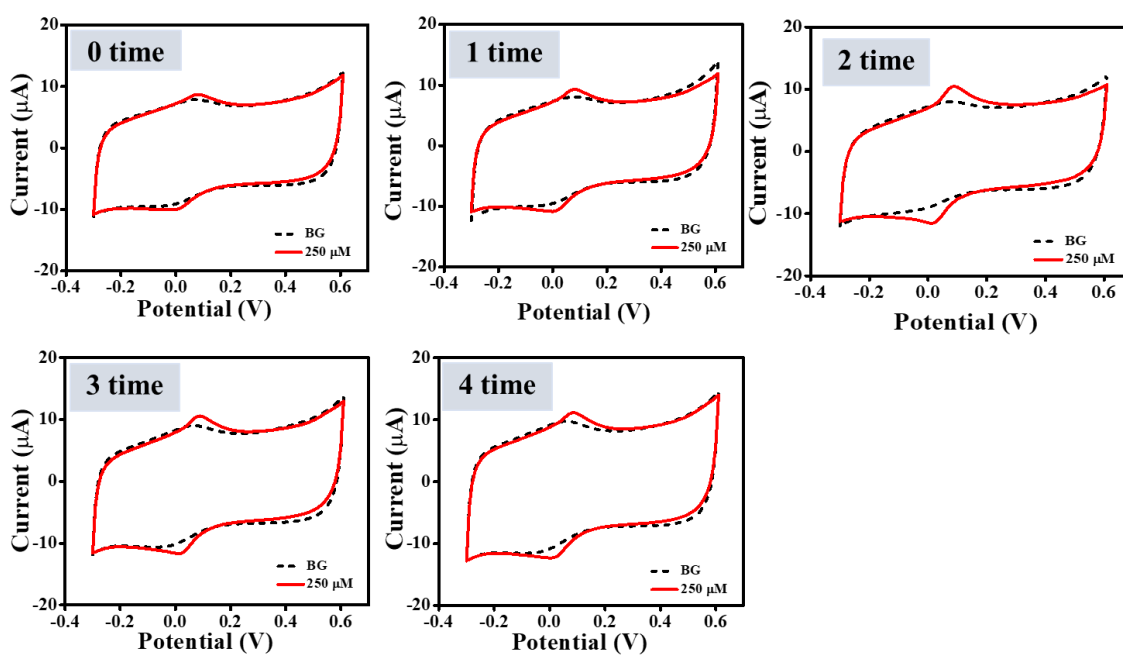 0 time
Current (µA)
20
10
0
-10
-20
BG
250 µM
-0.4 -0.2 0.0 0.2 0.4 0.6
Potential (V)
1 time
Current (µA)
20
10
0
-10
-20
BG
250 µM
-0.4 -0.2 0.0 0.2 0.4 0.6
Potential (V)
2 time
Current (µA)
20
10
0
-10
-20
BG
250 µM
-0.4 -0.2 0.0 0.2 0.4 0.6
Potential (V)
3 time
Current (µA)
20
10
0
-10
-20
BG
250 µM
-0.4 -0.2 0.0 0.2 0.4 0.6
Potential (V)
4 time
Current (µA)
20
10
0
-10
-20
BG
250 µM
-0.4 -0.2 0.0 0.2 0.4 0.6
Potential (V)